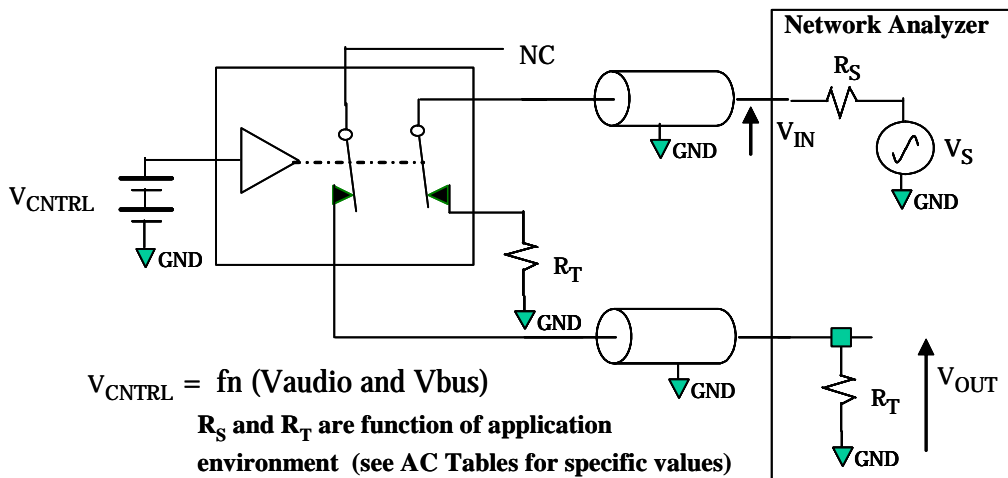 Network Analyzer
NC
R_S
V_IN
GND
V_S
GND
V_CNTRL
GND
R_T
GND
GND
R_T
V_OUT
GND
V_CNTRL = fn (Vaudio and Vbus)
R_S and R_T are function of application
environment (see AC Tables for specific values)